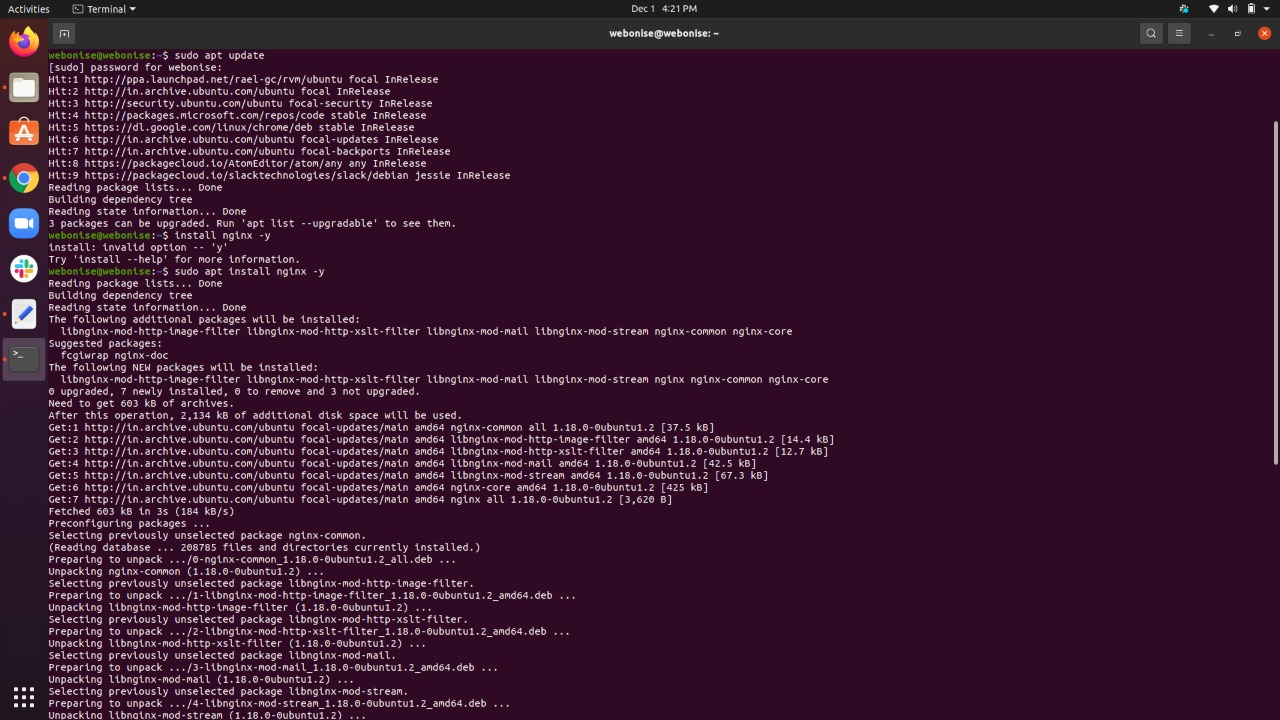 Activities
Terminal
Dec 1 4:21 PM
webonise@webonise: ~
webonise@webonise:~$ sudo apt update
[sudo] password for webonise:
Hit:1 http://ppa.launchpad.net/rael-gc/rvm/ubuntu focal InRelease
Hit:2 http://in.archive.ubuntu.com/ubuntu focal InRelease
Hit:3 http://security.ubuntu.com/ubuntu focal-security InRelease
Hit:4 http://packages.microsoft.com/repos/code stable InRelease
Hit:5 https://dl.google.com/linux/chrome/deb stable InRelease
Hit:6 http://in.archive.ubuntu.com/ubuntu focal-updates InRelease
Hit:7 http://in.archive.ubuntu.com/ubuntu focal-backports InRelease
Hit:8 https://packagecloud.io/AtomEditor/atom/any any InRelease
Hit:9 https://packagecloud.io/slacktechnologies/slack/debian jessie InRelease
Reading package lists... Done
Building dependency tree
Reading state information... Done
3 packages can be upgraded. Run 'apt list --upgradable' to see them.
webonise@webonise:~$ install nginx -y
install: invalid option -- 'y'
Try 'install --help' for more information.
webonise@webonise:~$ sudo apt install nginx -y
Reading package lists... Done
Building dependency tree
Reading state information... Done
The following additional packages will be installed:
libnginx-mod-http-image-filter libnginx-mod-http-xslt-filter libnginx-mod-mail libnginx-mod-stream nginx-common nginx-core
Suggested packages:
fcgiwrap nginx-doc
The following NEW packages will be installed:
libnginx-mod-http-image-filter libnginx-mod-http-xslt-filter libnginx-mod-mail libnginx-mod-stream nginx nginx-common nginx-core
0 upgraded, 7 newly installed, 0 to remove and 3 not upgraded.
Need to get 603 kB of archives.
After this operation, 2,134 kB of additional disk space will be used.
Get:1 http://in.archive.ubuntu.com/ubuntu focal-updates/main amd64 nginx-common all 1.18.0-0ubuntu1.2 [37.5 kB]
Get:2 http://in.archive.ubuntu.com/ubuntu focal-updates/main amd64 libnginx-mod-http-image-filter amd64 1.18.0-0ubuntu1.2 [14.4 kB]
Get:3 http://in.archive.ubuntu.com/ubuntu focal-updates/main amd64 libnginx-mod-http-xslt-filter amd64 1.18.0-0ubuntu1.2 [12.7 kB]
Get:4 http://in.archive.ubuntu.com/ubuntu focal-updates/main amd64 libnginx-mod-mail amd64 1.18.0-0ubuntu1.2 [42.5 kB]
Get:5 http://in.archive.ubuntu.com/ubuntu focal-updates/main amd64 libnginx-mod-stream amd64 1.18.0-0ubuntu1.2 [67.3 kB]
Get:6 http://in.archive.ubuntu.com/ubuntu focal-updates/main amd64 nginx-core amd64 1.18.0-0ubuntu1.2 [425 kB]
Get:7 http://in.archive.ubuntu.com/ubuntu focal-updates/main amd64 nginx all 1.18.0-0ubuntu1.2 [3,620 B]
Fetched 603 kB in 3s (184 kB/s)
Preconfiguring packages ...
Selecting previously unselected package nginx-common.
(Reading database ... 208785 files and directories currently installed.)
Preparing to unpack .../0-nginx-common_1.18.0-0ubuntu1.2_all.deb ...
Unpacking nginx-common (1.18.0-0ubuntu1.2) ...
Selecting previously unselected package libnginx-mod-http-image-filter.
Preparing to unpack .../1-libnginx-mod-http-image-filter_1.18.0-0ubuntu1.2_amd64.deb ...
Unpacking libnginx-mod-http-image-filter (1.18.0-0ubuntu1.2) ...
Selecting previously unselected package libnginx-mod-http-xslt-filter.
Preparing to unpack .../2-libnginx-mod-http-xslt-filter_1.18.0-0ubuntu1.2_amd64.deb ...
Unpacking libnginx-mod-http-xslt-filter (1.18.0-0ubuntu1.2) ...
Selecting previously unselected package libnginx-mod-mail.
Preparing to unpack .../3-libnginx-mod-mail_1.18.0-0ubuntu1.2_amd64.deb ...
Unpacking libnginx-mod-mail (1.18.0-0ubuntu1.2) ...
Selecting previously unselected package libnginx-mod-stream.
Preparing to unpack .../4-libnginx-mod-stream_1.18.0-0ubuntu1.2_amd64.deb ...
Unpacking libnginx-mod-stream (1.18.0-0ubuntu1.2) ...